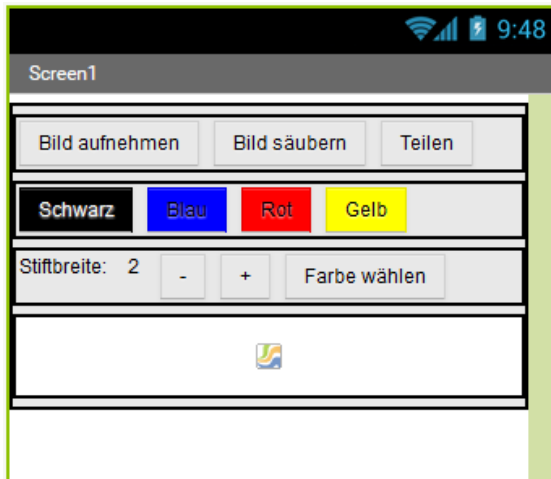 9:48
Screen1
Bild aufnehmen Bild säubern Teilen
Schwarz Blau Rot Gelb
Stiftbreite: 2 - + Farbe wählen